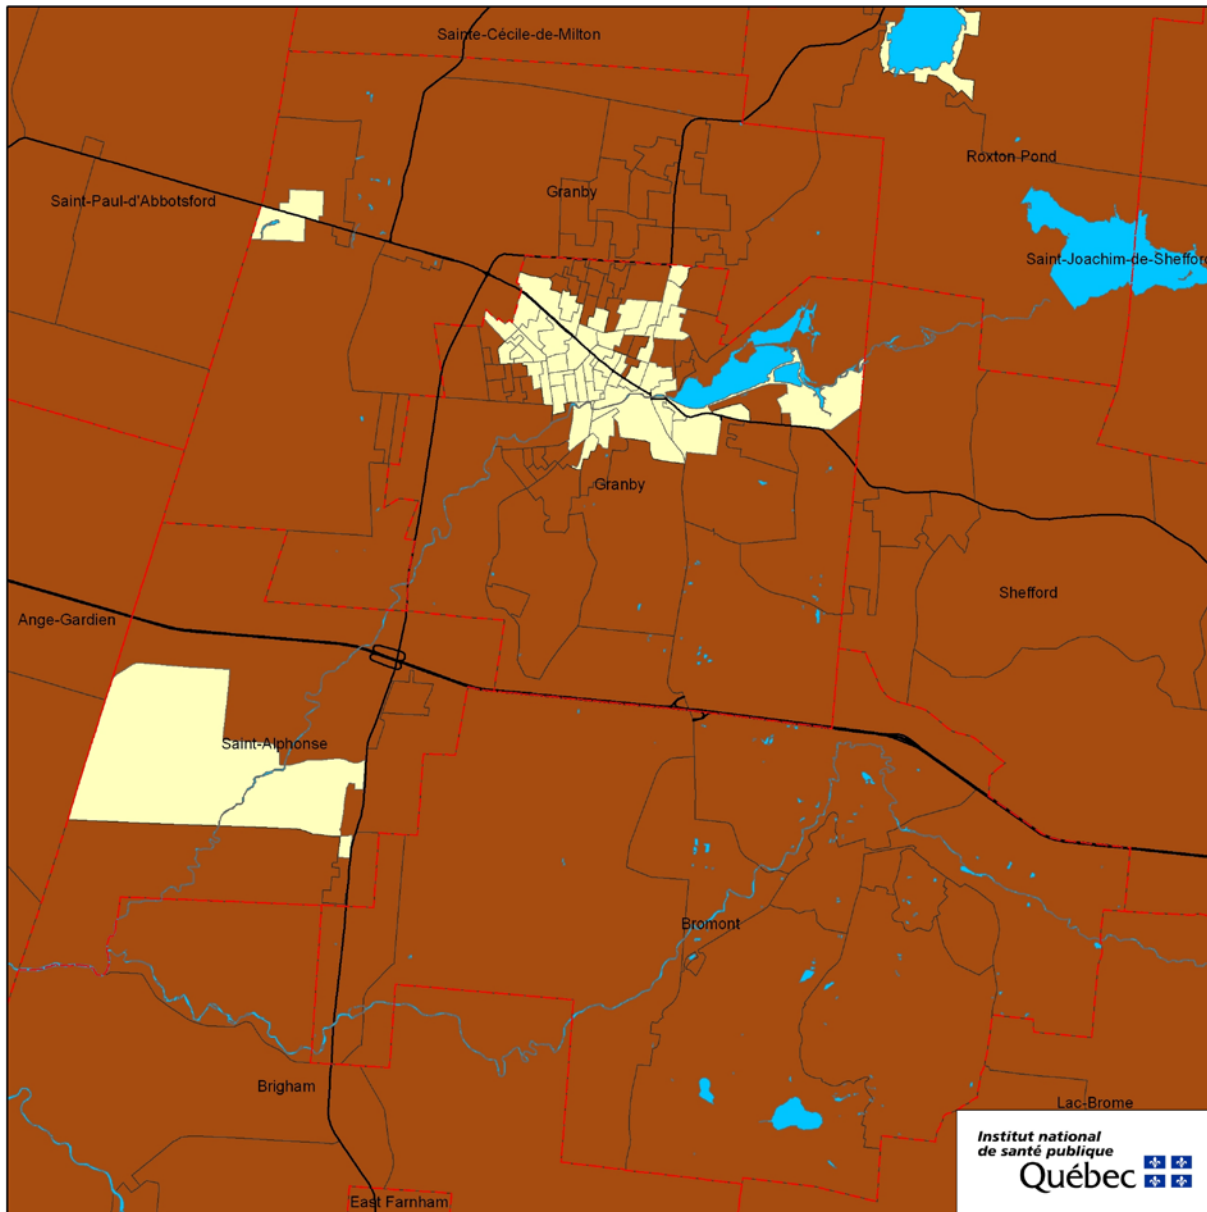 Sainte-Cécile-de-Milton
Roxton-Pond
Saint-Paul-d'Abbotsford
Granby
Saint-Joachim-de-Shefford
Granby
Shefford
Ange-Gardien
Saint-Alphonse
Bromont
Brigham
Lac-Brome
East Farnham
Institut national
de santé publique
Québec